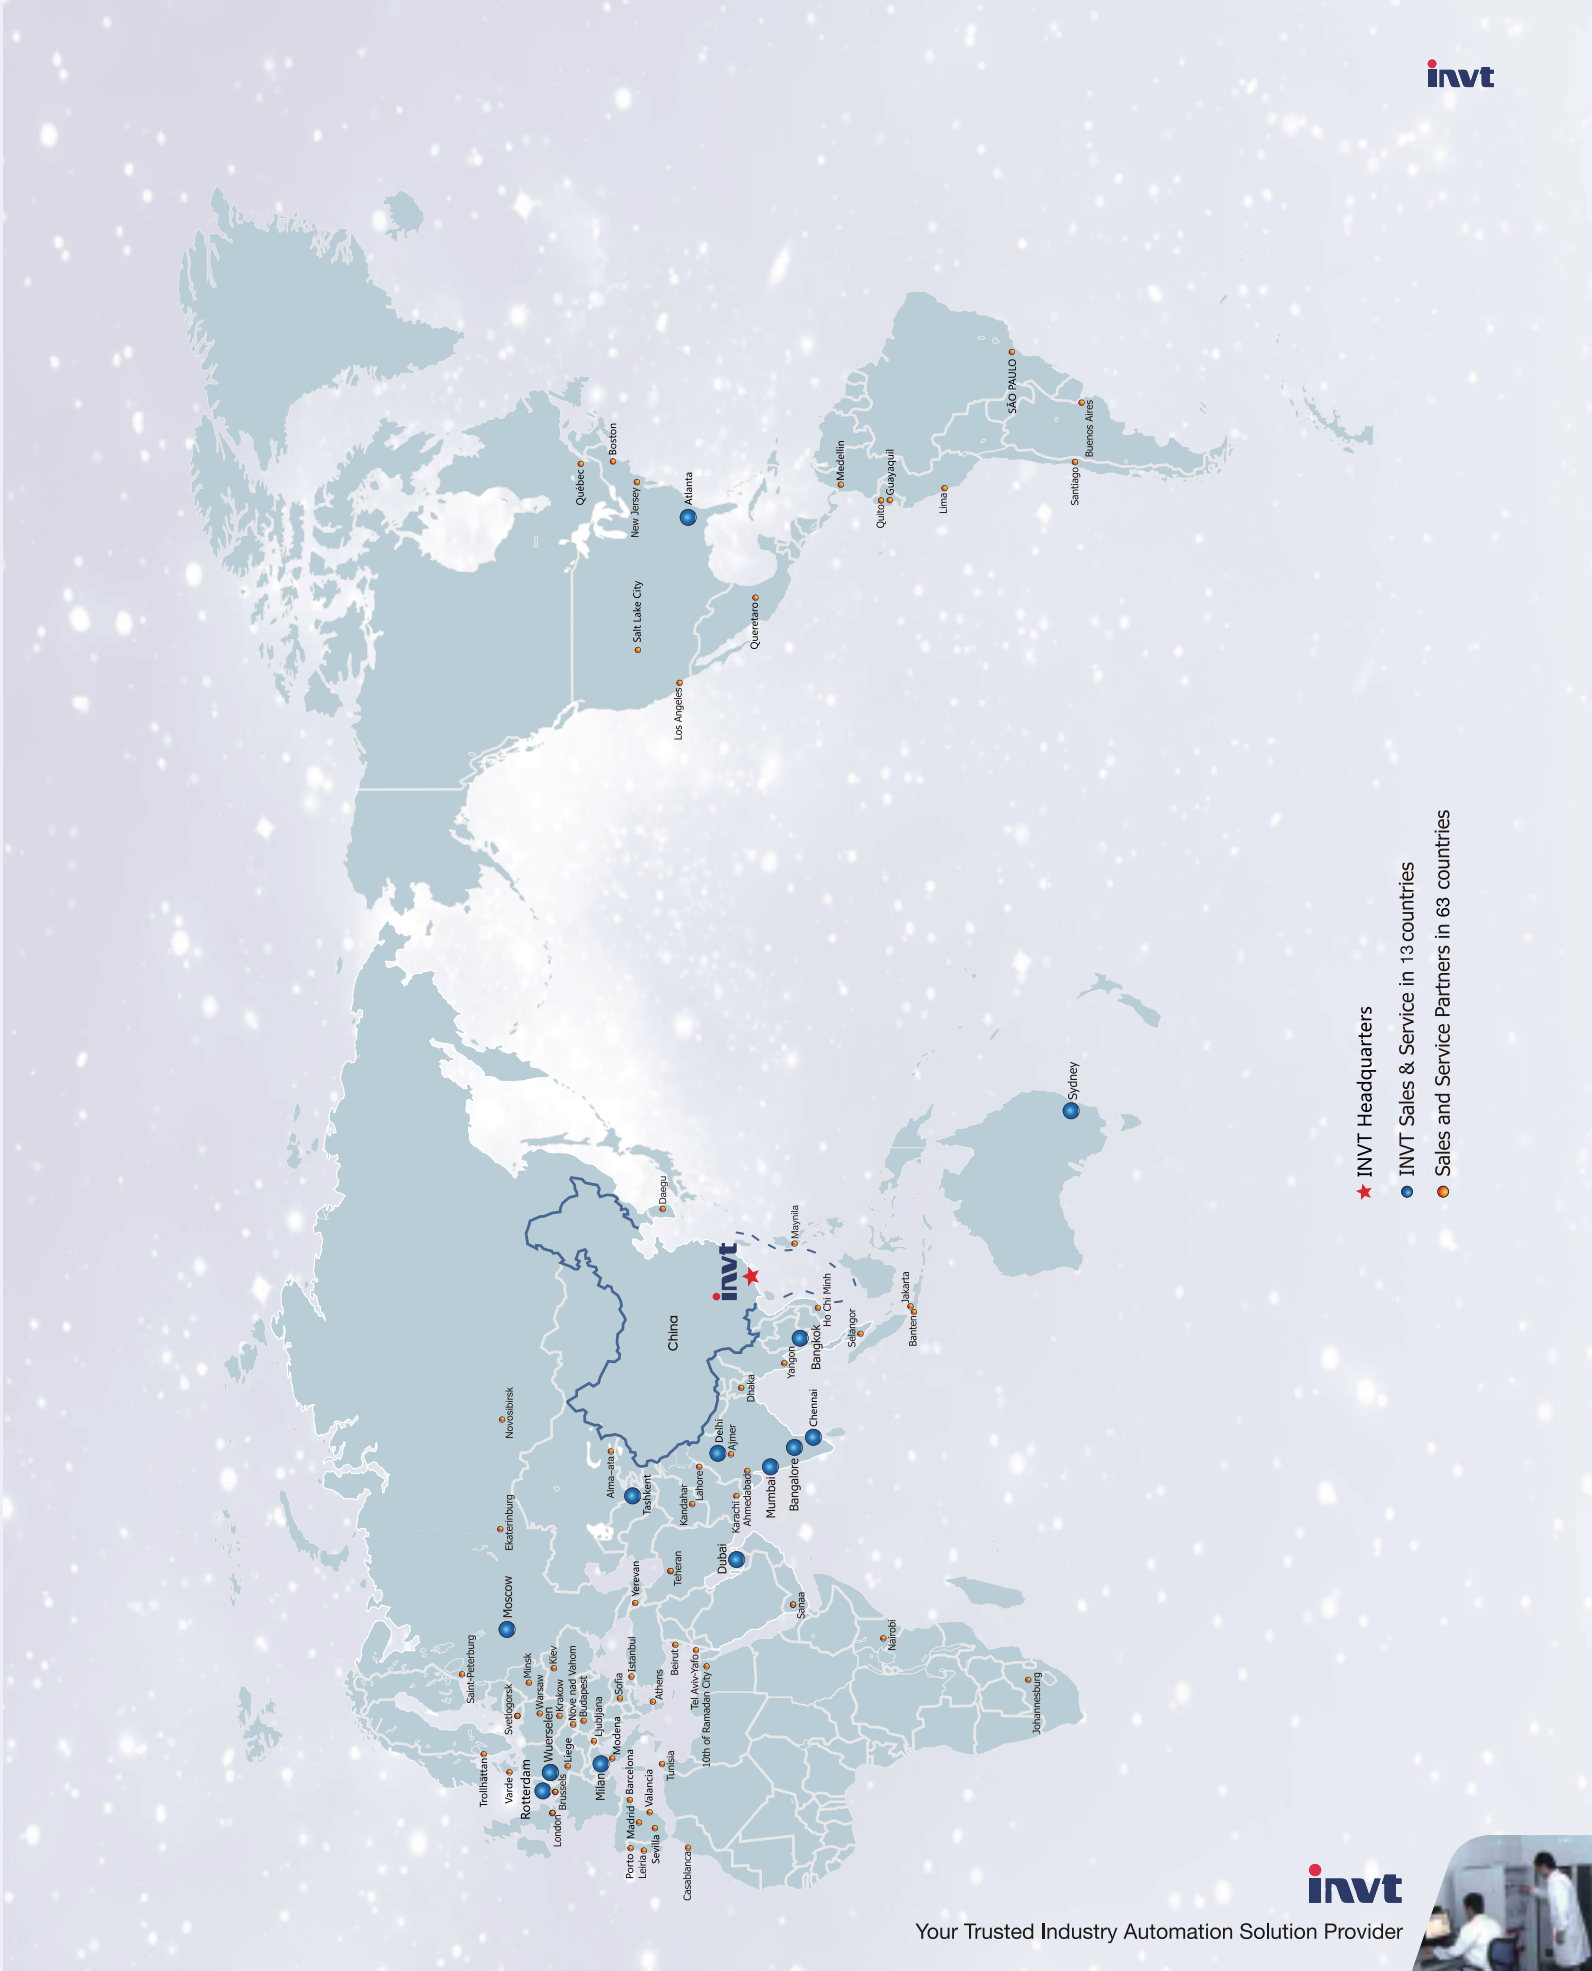 invt
Québec
Boston
New Jersey
Atlanta
Salt Lake City
Los Angeles
Queretaro
Medellin
Quito
Guayaquil
Lima
SÃO PAULO
Buenos Aires
Santiago
Trollhättan
Saint-Peterburg
Moscow
Ekaterinburg
Novosibirsk
Varde
Svetlogorsk
Minsk
Rotterdam
Warsaw
Wuerselen
Kiev
London
Brussels
Krakow
Liege
Nove nad Vahom
Budapest
Ljubljana
Milan
Modena
Sofia
Istanbul
Yerevan
Alma-ata
Tashkent
Porto
Madrid
Barcelona
Leiria
Valancia
Sevilla
Athens
Tunisia
Beirut
Teheran
Casablanca
Tel Aviv-Yafo
10th of Ramadan City
Kandahar
Lahore
Delhi
Ajmer
Dubai
Karachi
Ahmedabad
Mumbai
Bangalore
Chennai
Sanaa
Nairobi
Johannesburg
China
Daegu
invt
Dhaka
Yangon
Bangkok
Ho Chi Minh
Maynila
Selangor
Banten
Jakarta
Sydney
INVT Headquarters
INVT Sales & Service in 13 countries
Sales and Service Partners in 63 countries
invt
Your Trusted Industry Automation Solution Provider